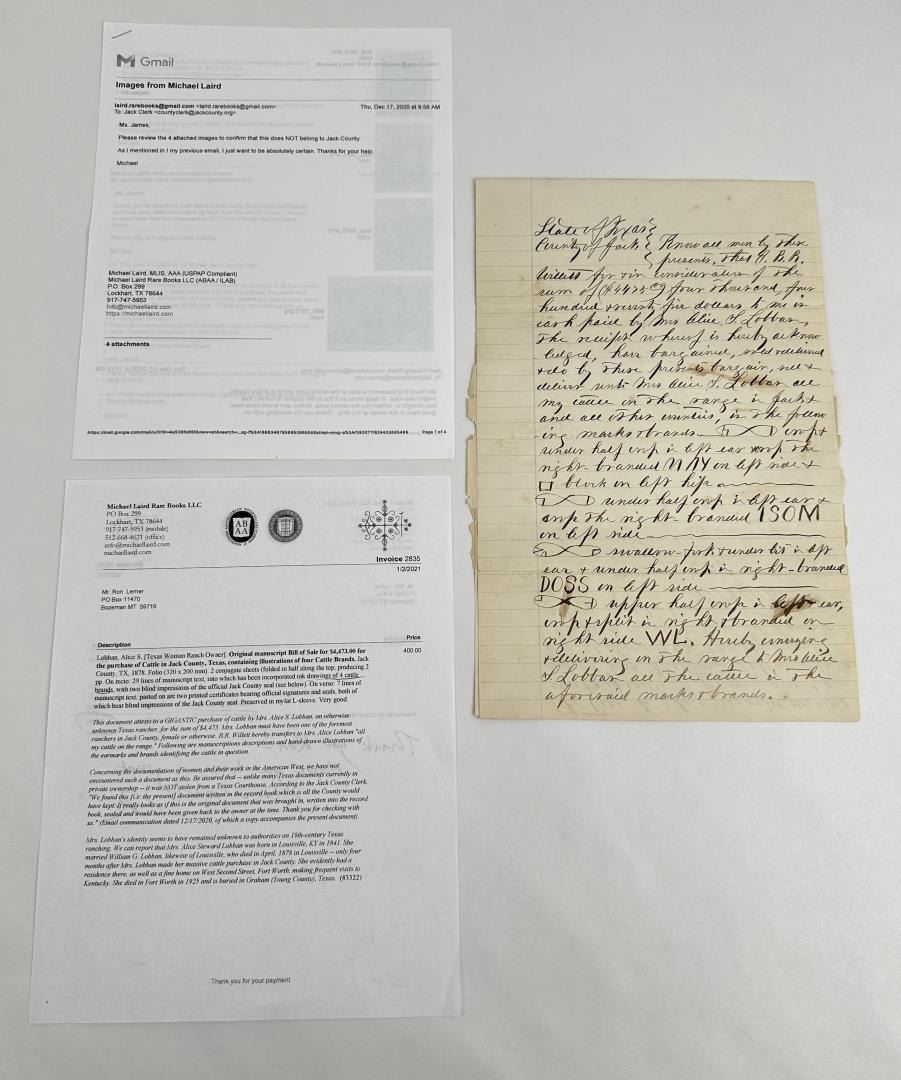 Gmail
Images from Michael Laird
laird.rarebooks@gmail.com <laird.rarebooks@gmail.com>
To: Jack Clerk <countyclerk@jackcounty.org>
Thu, Dec 17, 2020 at 9:58 AM
Ms. James,
Please review the 4 attached images to confirm that this does NOT belong to Jack County
As I mentioned in I my previous email, I just want to be absolutely certain. Thanks for your help.
Michael
Michael Laird, MLIS, AAA (USPAP Compliant)
Michael Laird Rare Books LLC (ABAA / ILAB)
P.O. Box 299
Lockhart, TX 78644
917-747-5953
info@michaellaird.com
https://michaellaird.com
4 attachments
Page 1 of 4
Michael Laird Rare Books LLC
PO Box 299
Lockhart, TX 78644
917-747-5953 (mobile)
512-668-4621 (office)
info@michaellaird.com
michaellaird.com
AB
AA
Invoice 2835
1/2/2021
Mr. Ron Lerner
PO Box 11470
Bozeman MT 59719
Description
Price
Lobban, Alice S. [Texas Woman Ranch Owner]. Original manuscript Bill of Sale for $4,473.00 for
400.00
the purchase of Cattle in Jack County, Texas, containing illustrations of four Cattle Brands. Jack
County, TX, 1878. Folio (320 x 200 mm). 2 conjugate sheets (folded in half along the top, producing 2
pp. On recto: 29 lines of manuscript text, into which has been incorporated ink drawings of 4 cattle
brands, with two blind impressions of the official Jack County seal (see below). On verso: 7 lines of
manuscript text, pasted on are two printed certificates bearing official signatures and seals, both of
which bear blind impressions of the Jack County seal. Preserved in mylar L-sleeve. Very good.
This document attests to a GIGANTIC purchase of cattle by Mrs. Alice S. Lobban, an otherwise
unknown Texas rancher, for the sum of $4,473. Mrs. Lobban must have been one of the foremost
ranchers in Jack County, female or otherwise. B.R. Willett hereby transfers to Mrs. Alice Lobban "all
my cattle on the range." Following are manuscriptions descriptions and hand-drawn illustrations of
the earmarks and brands identifying the cattle in question.
Concerning the documentation of women and their work in the American West, we have not
encountered such a document as this. Be assured that -- unlike many Texas documents currently in
private ownership -- it was NOT stolen from a Texas Courthouse. According to the Jack County Clerk,
"We found this [i.e. the present] document written in the record book which is all the County would
have kept. It really looks as if this is the original document that was brought in, written into the record
book, sealed and would have been given back to the owner at the time. Thank you for checking with
us." (Email communication dated 12/17/2020, of which a copy accompanies the present document).
Mrs. Lobban's identity seems to have remained unknown to authorities on 19th-century Texas
ranching. We can report that Mrs. Alice Steward Lobban was born in Louisville, KY in 1841. She
married William G. Lobban, likewise of Louisville, who died in April, 1878 in Louisville -- only four
months after Mrs. Lobban made her massive cattle purchase in Jack County. She evidently had a
residence there, as well as a fine home on West Second Street, Fort Worth, making frequent visits to
Kentucky. She died in Fort Worth in 1925 and is buried in Graham (Young County), Texas. (#3322)
Thank you for your payment.
State of Texas
County of Jack Know all men by these
presents, that I, B.R.
Willett for & in consideration of the
sum of four thousand, four
hundred & seventy five dollars to me in
cash paid by Mrs Alice S. Lobban,
the receipt whereof is hereby acknow
ledged, have bargained, sold & delivered
& do by these presents bargain, sell &
deliver unto Mrs Alice S. Lobban all
my cattle in the range in Jack &
and all other counties, in the follow
ing marks & brands. crop &
under half crop in left ear & crop the
right - branded on left side &
block on left hip
under half crop in left ear &
crop the right - branded ISOM
on left side
swallow-fork & under bit in left
ear & under half crop in right - branded
DOSS on left side
upper half crop in left ear,
crop & split in right & branded on
right side WL. Hereby
& delivering in the range to Mrs Alice
S Lobban all the cattle in the
aforesaid marks & brands.